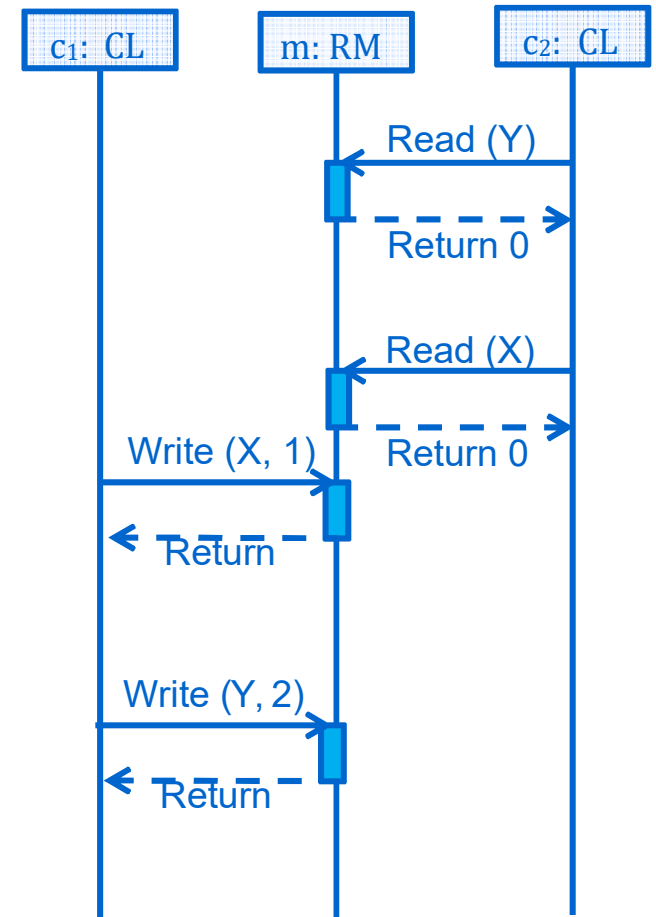 c₁: CL
m: RM
c₂: CL
Read (Y)
Return 0
Read (X)
Return 0
Write (X, 1)
Return
Write (Y, 2)
Return